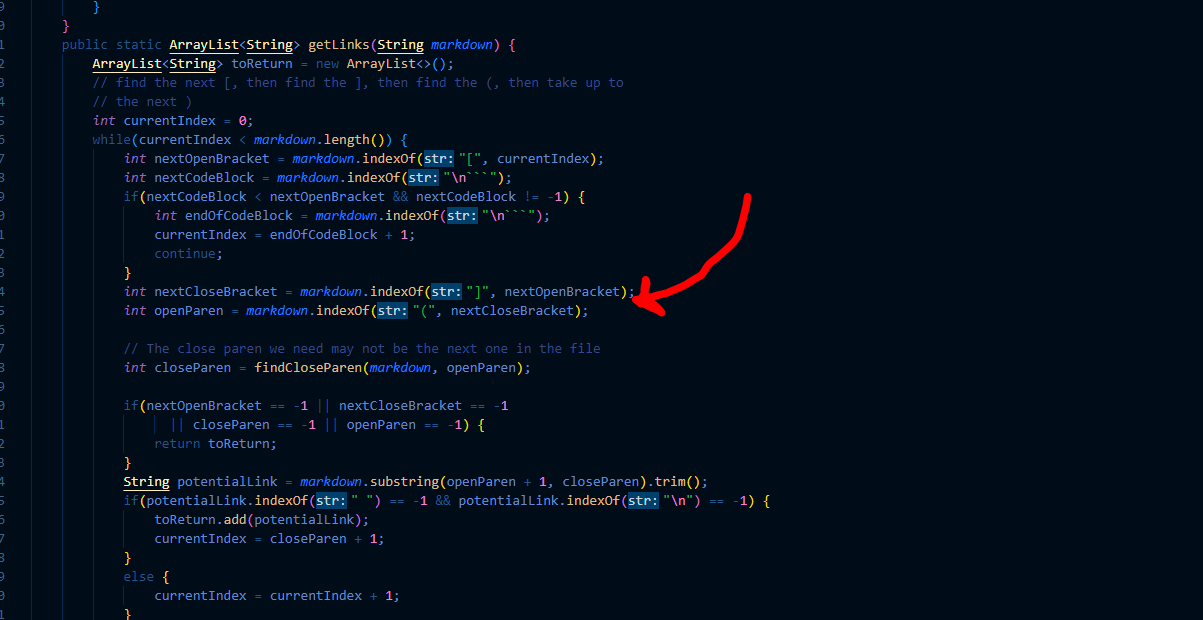 9 }
0 }
1 public static ArrayList<String> getLinks(String markdown) {
2 ArrayList<String> toReturn = new ArrayList<>();
3 // find the next [, then find the ], then find the (, then take up to
4 // the next )
5 int currentIndex = 0;
6 while(currentIndex < markdown.length()) {
7 int nextOpenBracket = markdown.indexOf(str: "[", currentIndex);
8 int nextCodeBlock = markdown.indexOf(str: "\n```");
9 if(nextCodeBlock < nextOpenBracket && nextCodeBlock != -1) {
0 int endOfCodeBlock = markdown.indexOf(str: "\n```");
1 currentIndex = endOfCodeBlock + 1;
2 continue;
3 }
4 int nextCloseBracket = markdown.indexOf(str: "]", nextOpenBracket);
5 int openParen = markdown.indexOf(str: "(", nextCloseBracket);
6
7 // The close paren we need may not be the next one in the file
8 int closeParen = findCloseParen(markdown, openParen);
9
0 if(nextOpenBracket == -1 || nextCloseBracket == -1
1 || closeParen == -1 || openParen == -1) {
2 return toReturn;
3 }
4 String potentialLink = markdown.substring(openParen + 1, closeParen).trim();
5 if(potentialLink.indexOf(str: " ") == -1 && potentialLink.indexOf(str: "\n") == -1) {
6 toReturn.add(potentialLink);
7 currentIndex = closeParen + 1;
8 }
9 else {
0 currentIndex = currentIndex + 1;
1 }